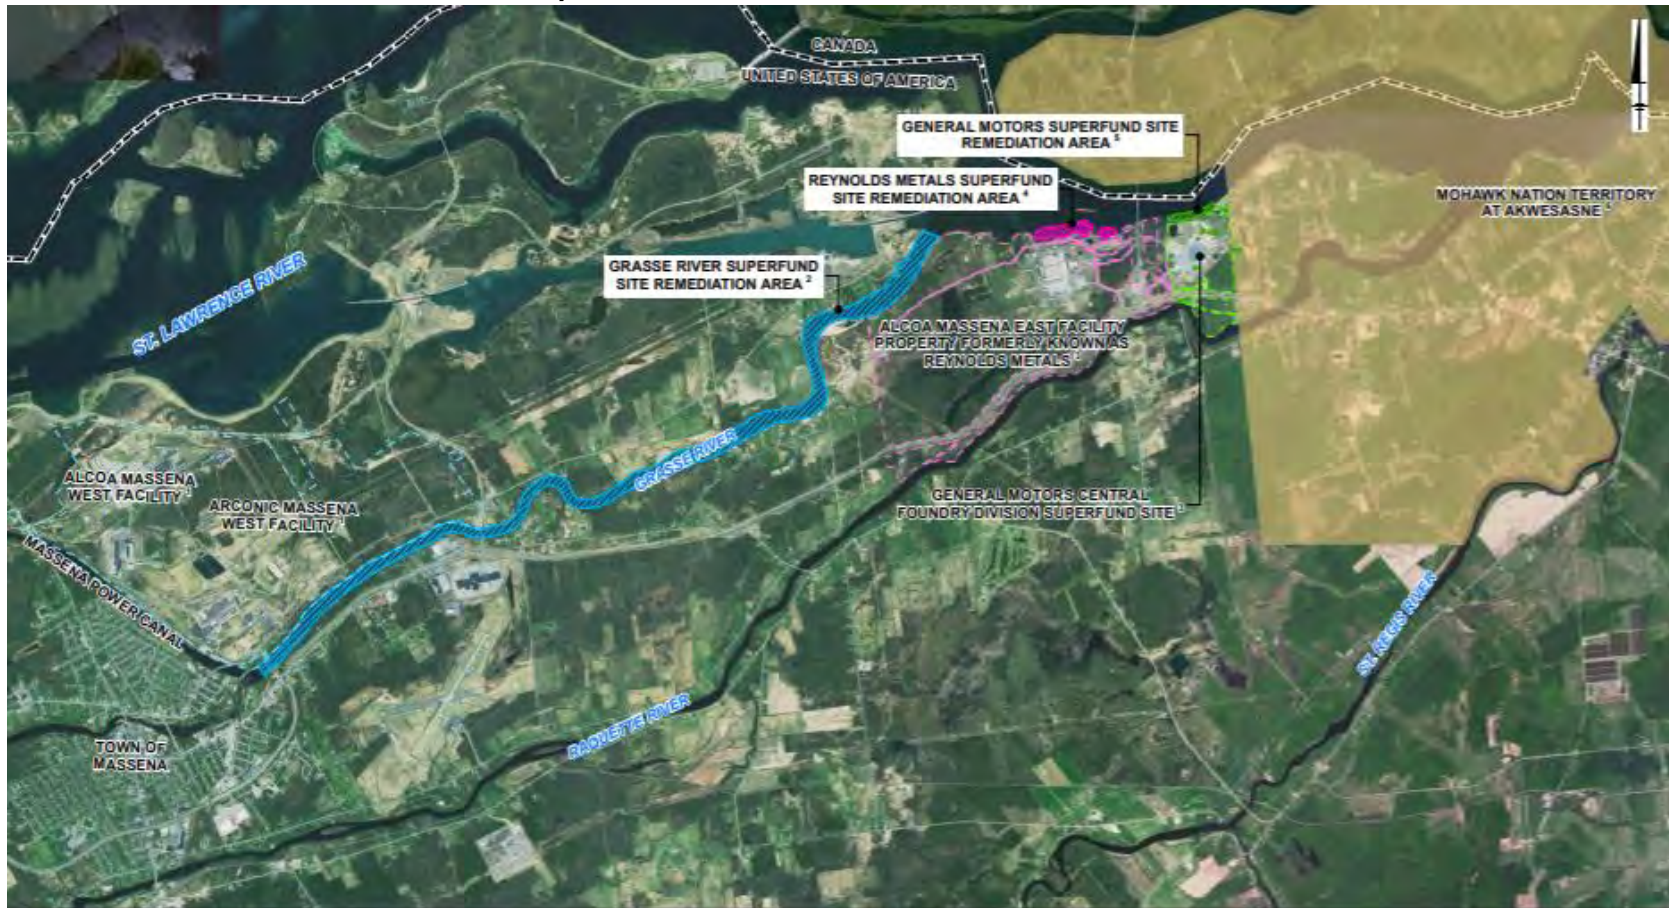 CANADA
UNITED STATES OF AMERICA
GENERAL MOTORS SUPERFUND SITE
REMEDIATION AREA 5
REYNOLDS METALS SUPERFUND
SITE REMEDIATION AREA 4
MOHAWK NATION TERRITORY
AT AKWESASNE
GRASSE RIVER SUPERFUND
SITE REMEDIATION AREA 2
ST. LAWRENCE RIVER
ALCOA MASSENA EAST FACILITY
PROPERTY FORMERLY KNOWN AS
REYNOLDS METALS
GRASSE RIVER
ALCOA MASSENA
WEST FACILITY
ARCONIC MASSENA
WEST FACILITY
GENERAL MOTORS CENTRAL
FOUNDRY DIVISION SUPERFUND SITE
MASSENA POWER CANAL
ST. REGIS RIVER
RAQUETTE RIVER
TOWN OF
MASSENA